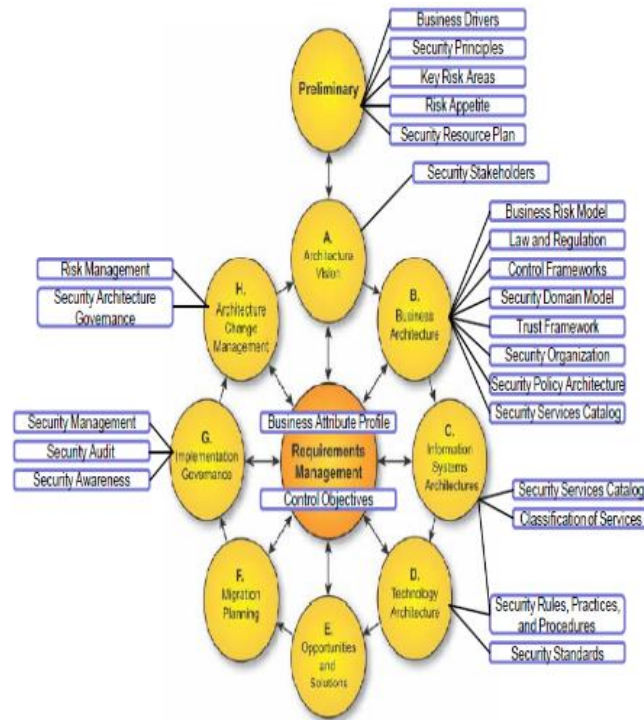 Business Drivers
Security Principles
Key Risk Areas
Risk Appetite
Security Resource Plan
Preliminary
Security Stakeholders
A.
Architecture
Vision
Business Risk Model
Law and Regulation
Control Frameworks
Security Domain Model
Trust Framework
Security Organization
Security Policy Architecture
Security Services Catalog
Risk Management
Security Architecture
Governance
H.
Architecture
Change
Management
B.
Business
Architecture
Security Management
Security Audit
Security Awareness
G.
Implementation
Governance
Business Attribute Profile
Requirements
Management
Control Objectives
C.
Information
Systems
Architectures
Security Services Catalog
Classification of Services
Security Rules, Practices,
and Procedures
Security Standards
F.
Migration
Planning
D.
Technology
Architecture
E.
Opportunities
and
Solutions